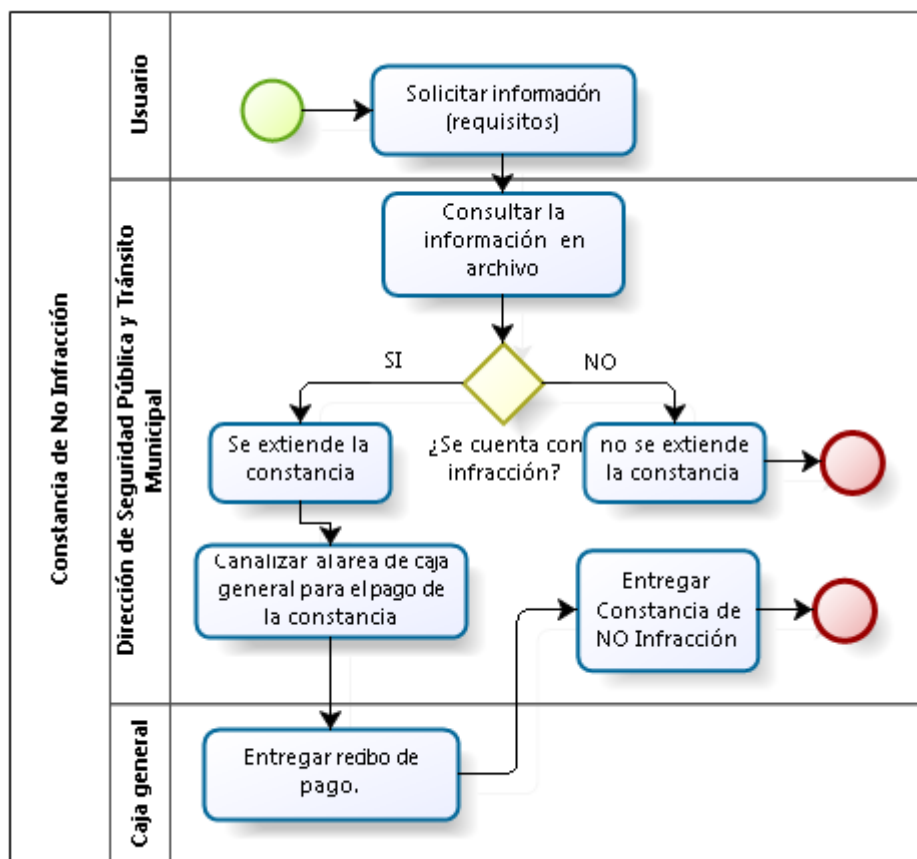 Constancia de No Infracción
Usuario
Solicitar información
(requisitos)
Dirección de Seguridad Pública y Tránsito
Municipal
Consultar la
información en
archivo
SI
NO
¿Se cuenta con
infracción?
Se extiende la
constancia
no se extiende
la constancia
Canalizar al area de caja
general para el pago de
la constancia
Entregar
Constancia de
NO Infracción
Caja general
Entregar recibo de
pago.